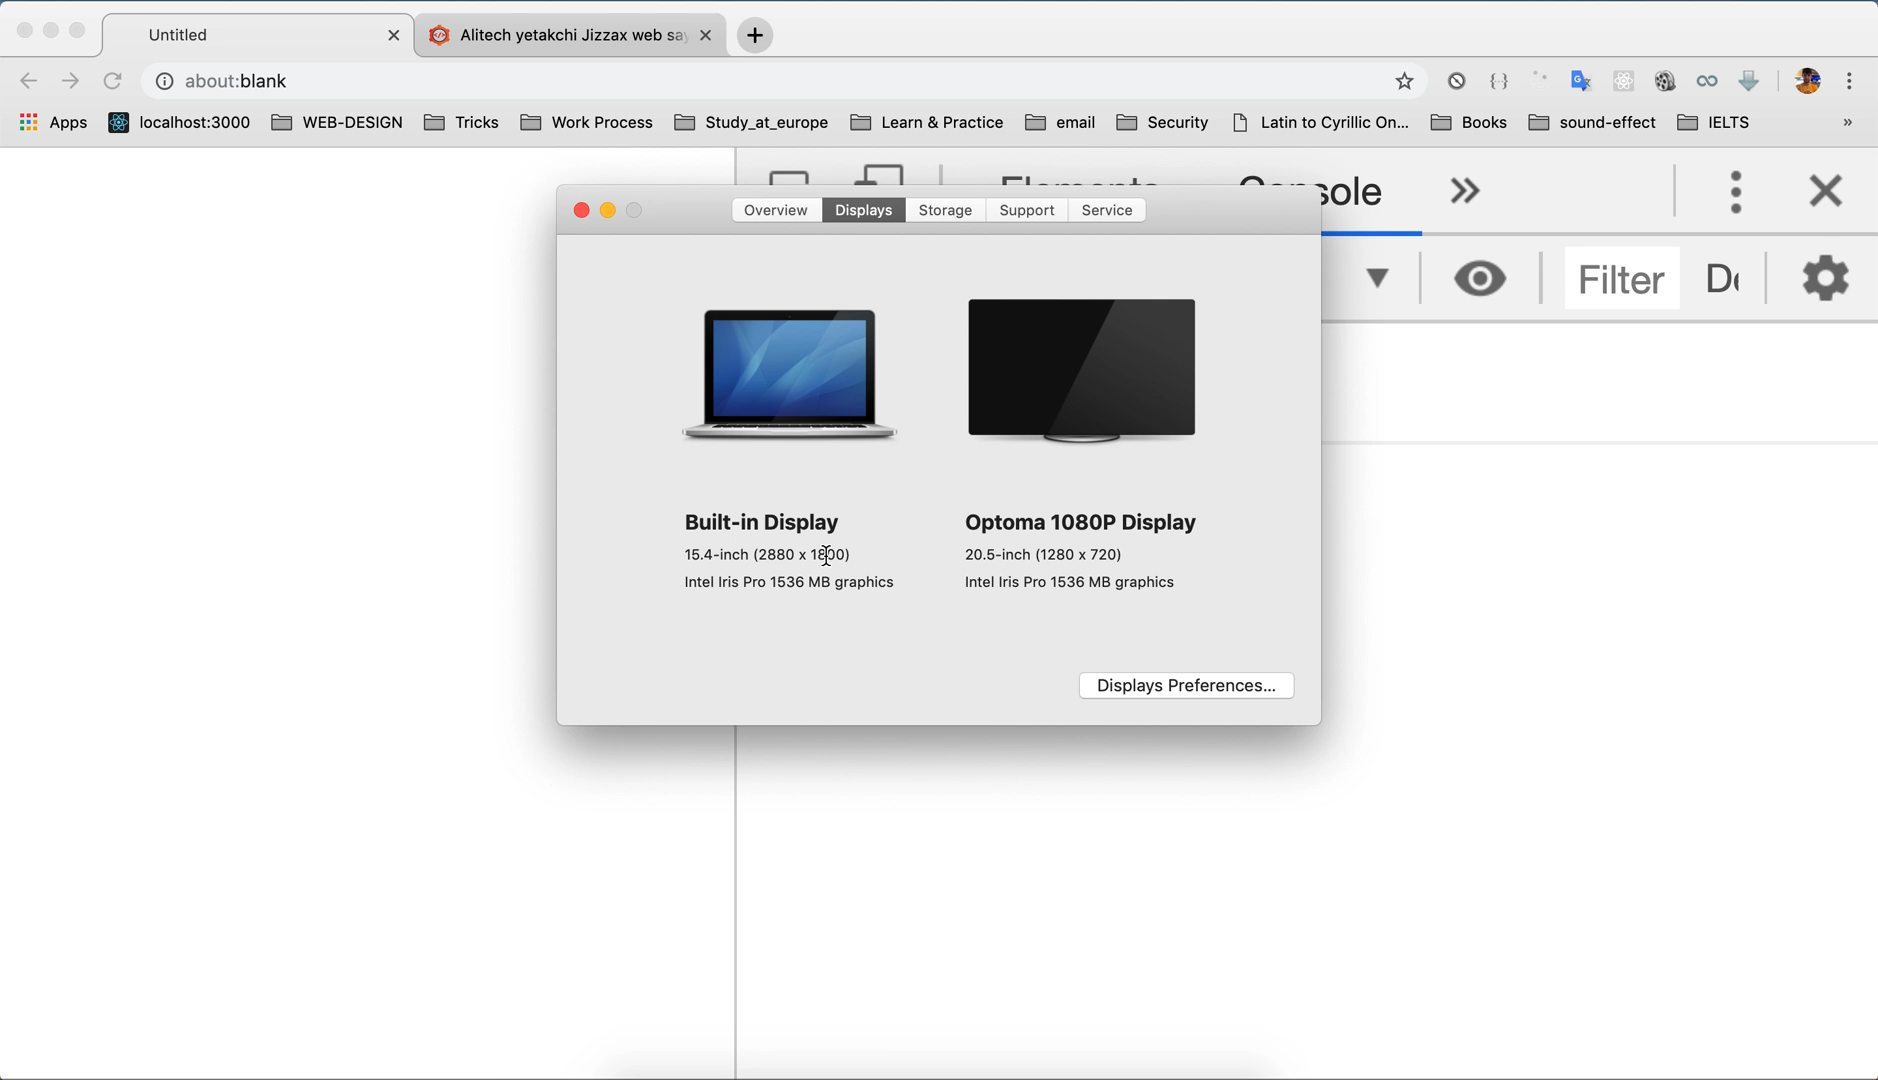 Untitled
Alitech yetakchi Jizzax web say
about:blank
Apps
localhost:3000
WEB-DESIGN
Tricks
Work Process
Study_at_europe
Learn & Practice
email
Security
Latin to Cyrillic On...
Books
sound-effect
IELTS
»
Elements
Console
Overview
Displays
Storage
Support
Service
Filter
Built-in Display
15.4-inch (2880 x 1800)
Intel Iris Pro 1536 MB graphics
Optoma 1080P Display
20.5-inch (1280 x 720)
Intel Iris Pro 1536 MB graphics
Displays Preferences...